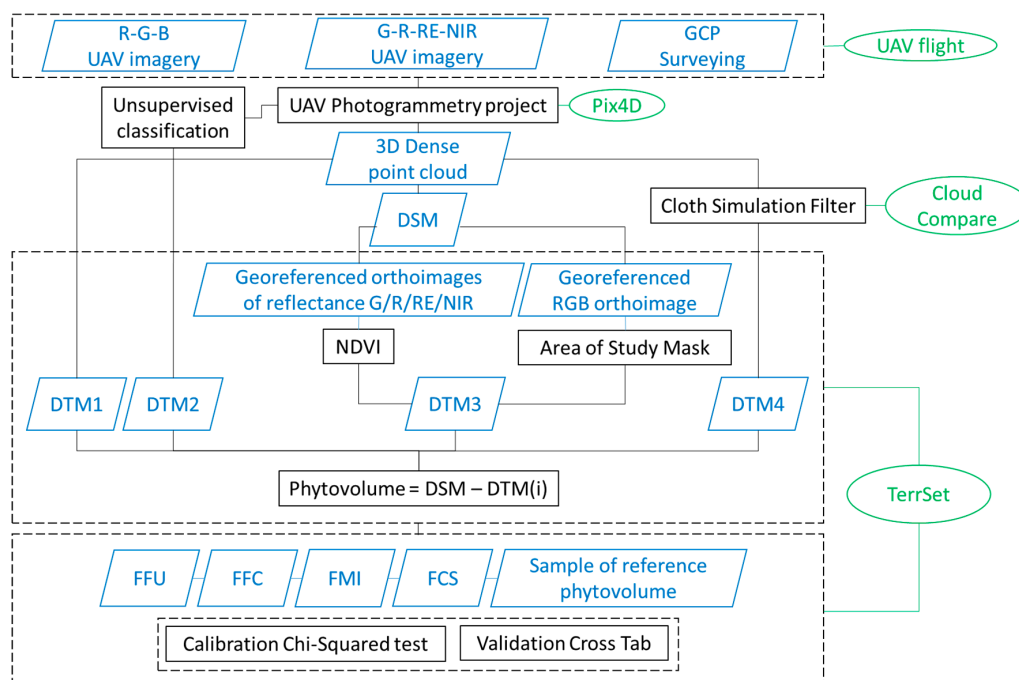 R-G-B
UAV imagery
G-R-RE-NIR
UAV imagery
GCP
Surveying
UAV flight
Unsupervised
classification
UAV Photogrammetry project
Pix4D
3D Dense
point cloud
Cloth Simulation Filter
Cloud
Compare
DSM
Georeferenced orthoimages
of reflectance G/R/RE/NIR
Georeferenced
RGB orthoimage
NDVI
Area of Study Mask
DTM1
DTM2
DTM3
DTM4
Phytovolume = DSM – DTM(i)
TerrSet
FFU
FFC
FMI
FCS
Sample of reference
phytovolume
Calibration Chi-Squared test
Validation Cross Tab